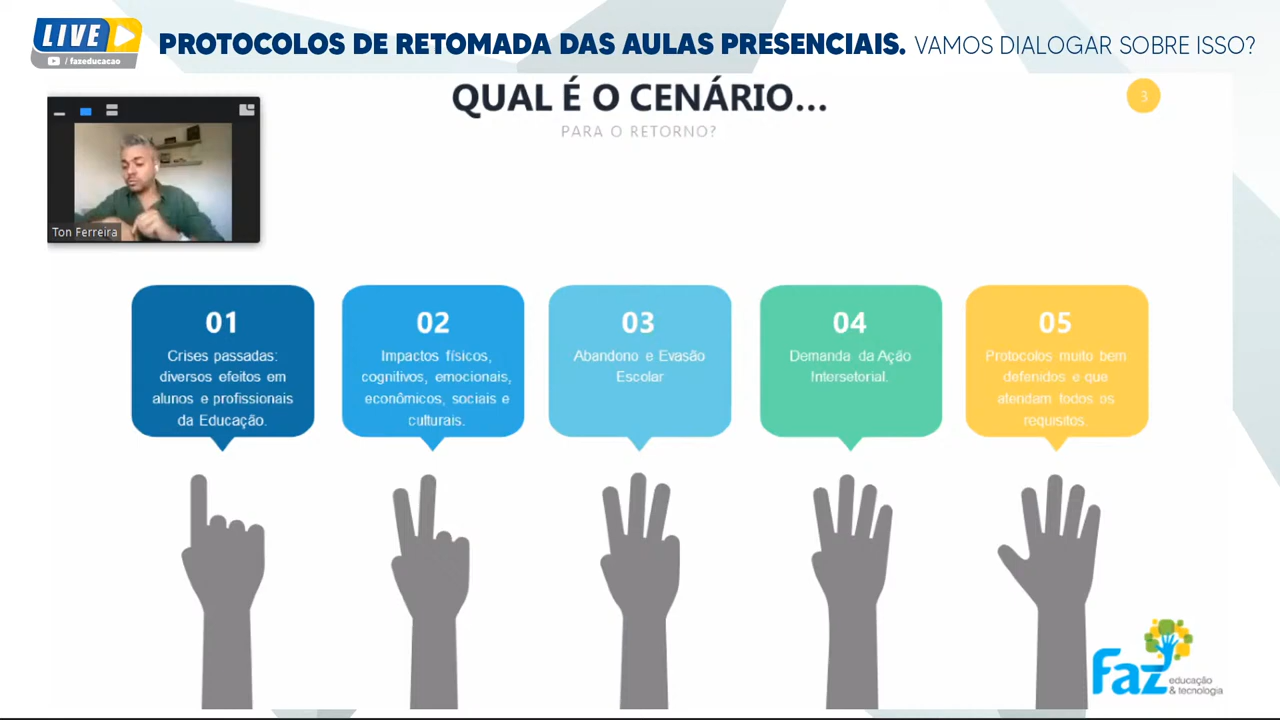 LIVE
/ fazeducacao
PROTOCOLOS DE RETOMADA DAS AULAS PRESENCIAIS. VAMOS DIALOGAR SOBRE ISSO?
QUAL É O CENÁRIO...
PARA O RETORNO?
3
Ton Ferreira
01
Crises passadas:
diversos efeitos em
alunos e profissionais
da Educação.
02
Impactos físicos,
cognitivos, emocionais,
econômicos, sociais e
culturais.
03
Abandono e Evasão
Escolar
04
Demanda da Ação
Intersetorial.
05
Protocolos muito bem
defenidos e que
atendam todos os
requisitos.
faz educação
& tecnologia